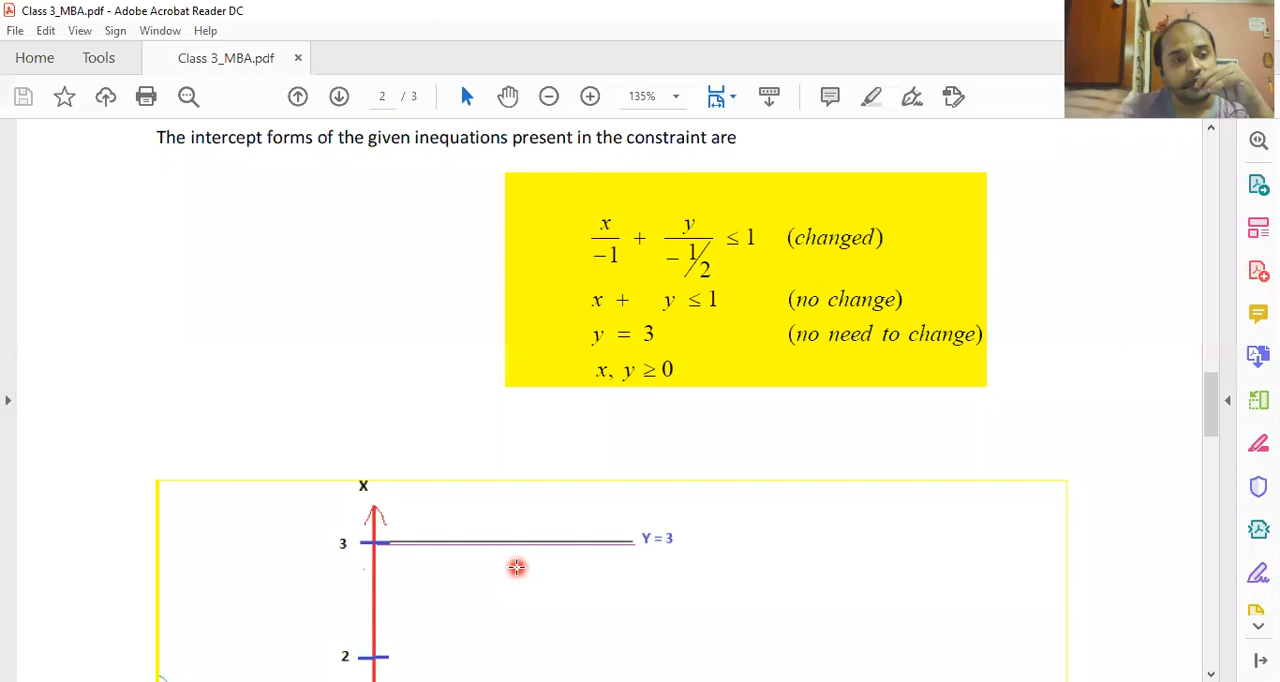 Class 3_MBA.pdf - Adobe Acrobat Reader DC
File Edit View Sign Window Help
Home Tools Class 3_MBA.pdf ×
2 / 3 135%
The intercept forms of the given inequations present in the constraint are
x/-1 + y/-1/2 ≤ 1 (changed)
x + y ≤ 1 (no change)
y = 3 (no need to change)
x, y ≥ 0
X
3 Y = 3
2